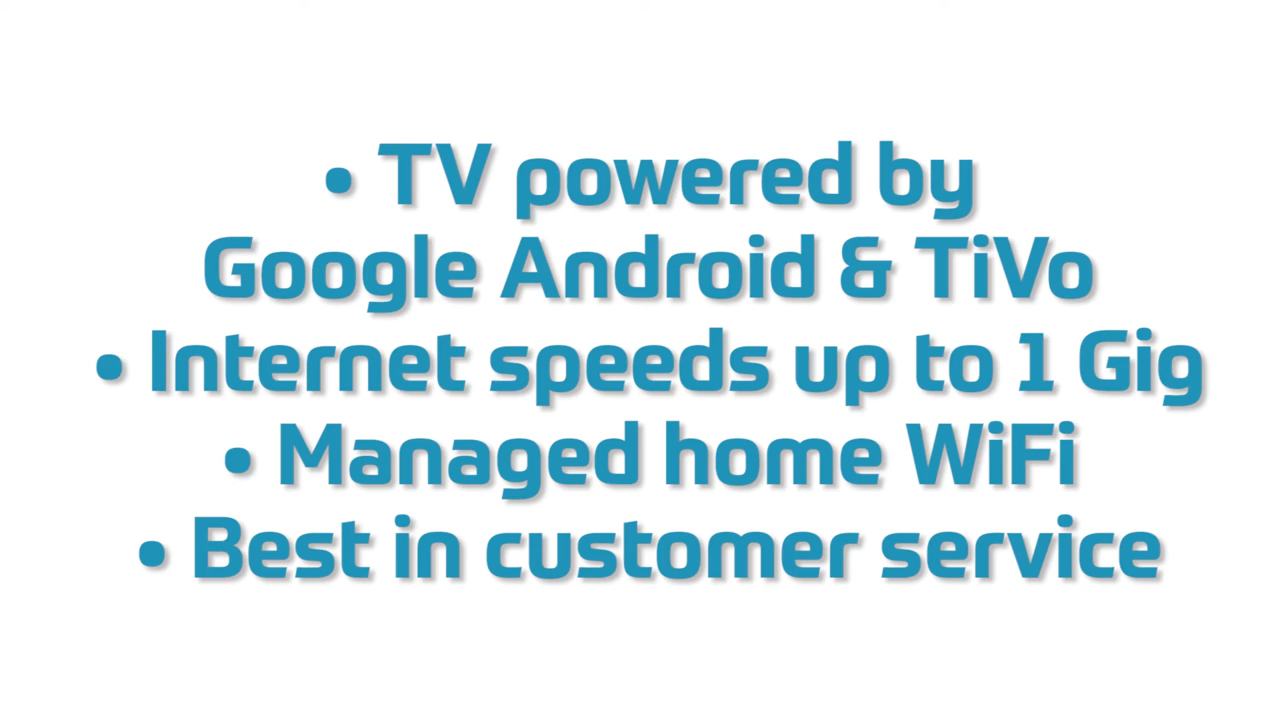 • TV powered by
Google Android & TiVo
• Internet speeds up to 1 Gig
• Managed home WiFi
• Best in customer service